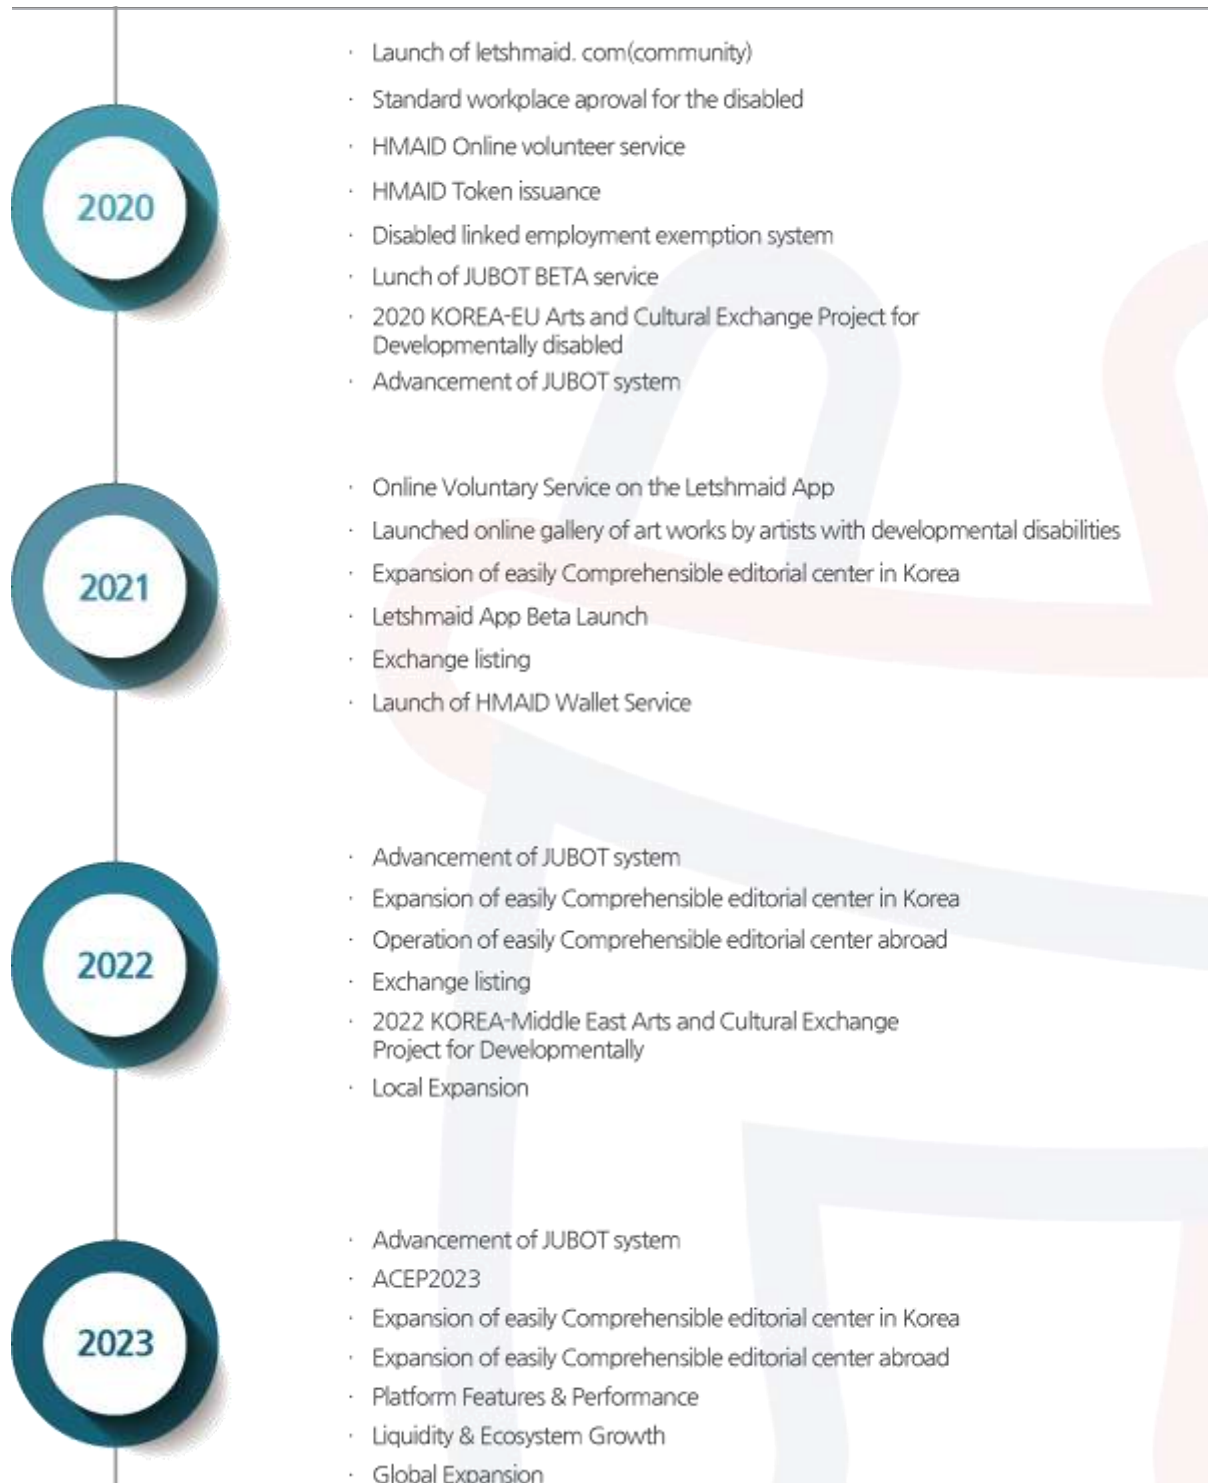 · Launch of letshmaid. com(community)
· Standard workplace aproval for the disabled
· HMAID Online volunteer service
· HMAID Token issuance
2020
· Disabled linked employment exemption system
· Lunch of JUBOT BETA service
· 2020 KOREA-EU Arts and Cultural Exchange Project for
Developmentally disabled
· Advancement of JUBOT system
· Online Voluntary Service on the Letshmaid App
· Launched online gallery of art works by artists with developmental disabilities
· Expansion of easily Comprehensible editorial center in Korea
2021
· Letshmaid App Beta Launch
· Exchange listing
· Launch of HMAID Wallet Service
· Advancement of JUBOT system
· Expansion of easily Comprehensible editorial center in Korea
· Operation of easily Comprehensible editorial center abroad
2022
· Exchange listing
· 2022 KOREA-Middle East Arts and Cultural Exchange
Project for Developmentally
· Local Expansion
· Advancement of JUBOT system
· ACEP2023
· Expansion of easily Comprehensible editorial center in Korea
2023
· Expansion of easily Comprehensible editorial center abroad
· Platform Features & Performance
· Liquidity & Ecosystem Growth
· Global Expansion